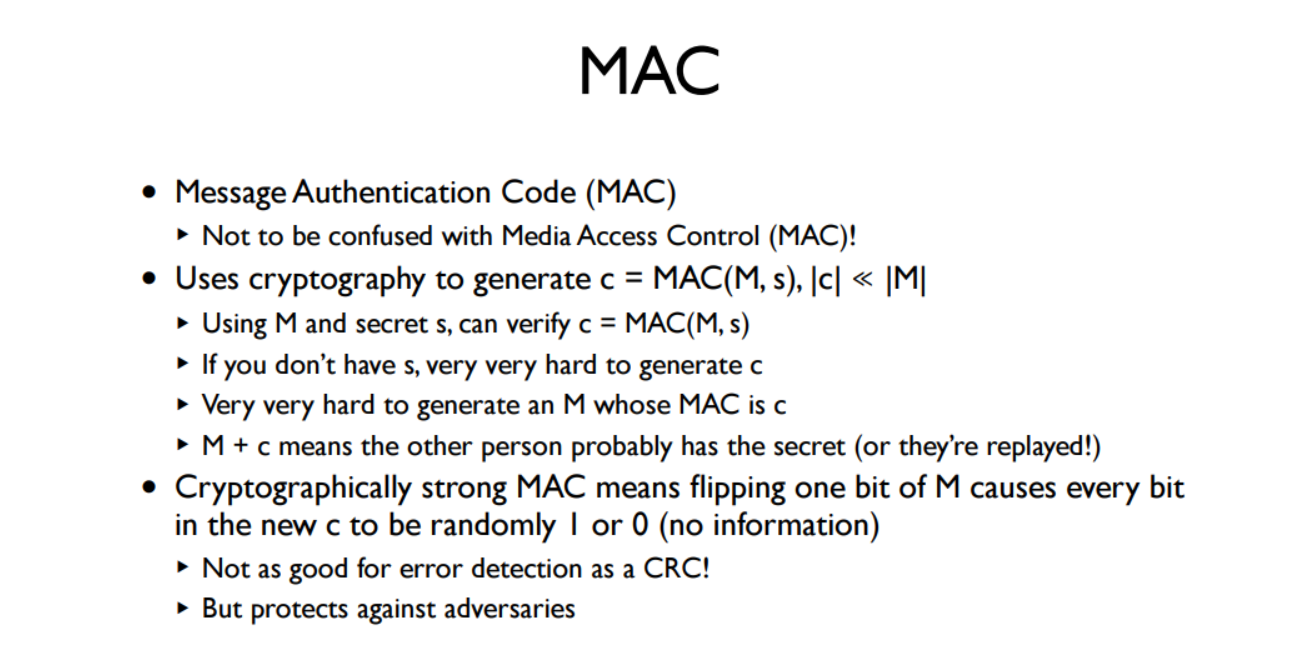 MAC
• Message Authentication Code (MAC)
‣ Not to be confused with Media Access Control (MAC)!
• Uses cryptography to generate c = MAC(M, s), |c| ≪ |M|
‣ Using M and secret s, can verify c = MAC(M, s)
‣ If you don’t have s, very very hard to generate c
‣ Very very hard to generate an M whose MAC is c
‣ M + c means the other person probably has the secret (or they’re replayed!)
• Cryptographically strong MAC means flipping one bit of M causes every bit
in the new c to be randomly 1 or 0 (no information)
‣ Not as good for error detection as a CRC!
‣ But protects against adversaries